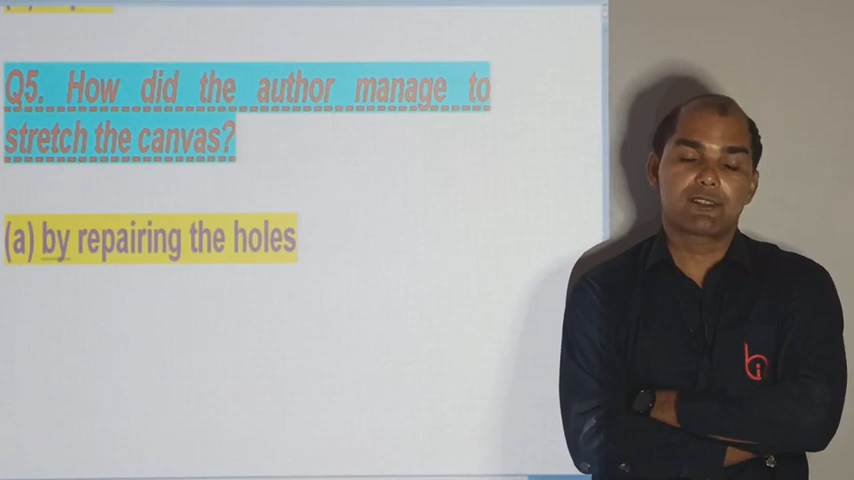 Q5. How did the author manage to
stretch the canvas?
(a) by repairing the holes